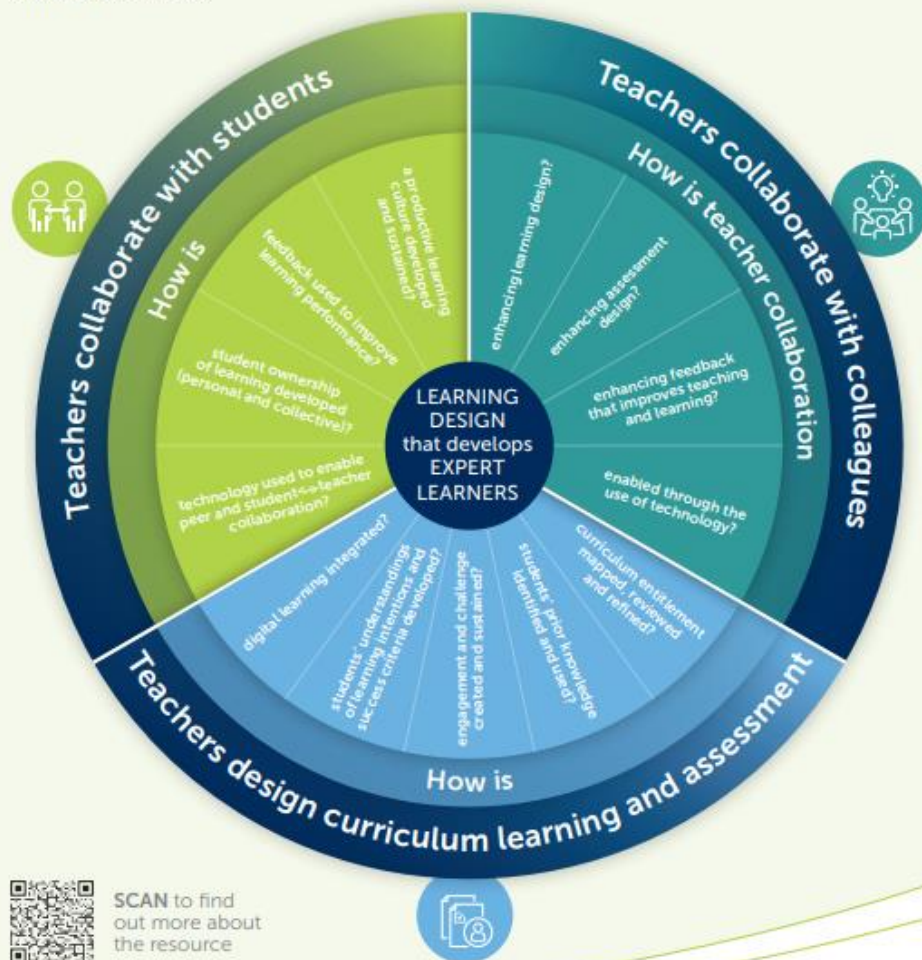 Teachers collaborate with students
How is
a productive learning
culture developed
and sustained?
feedback used to improve
learning performance?
student ownership
of learning developed
(personal and collective)?
technology used to enable
peer and student<->teacher
collaboration?
Teachers collaborate with colleagues
How is teacher collaboration
enhancing learning design?
enhancing assessment
design?
enhancing feedback
that improves teaching
and learning?
enabled through the
use of technology?
LEARNING
DESIGN
that develops
EXPERT
LEARNERS
digital learning integrated?
students' understandings
of learning intentions and
success criteria developed?
engagement and challenge
created and sustained?
students' prior knowledge
identified and used?
curriculum entitlement
mapped, reviewed
and refined?
How is
Teachers design curriculum learning and assessment
SCAN to find
out more about
the resource